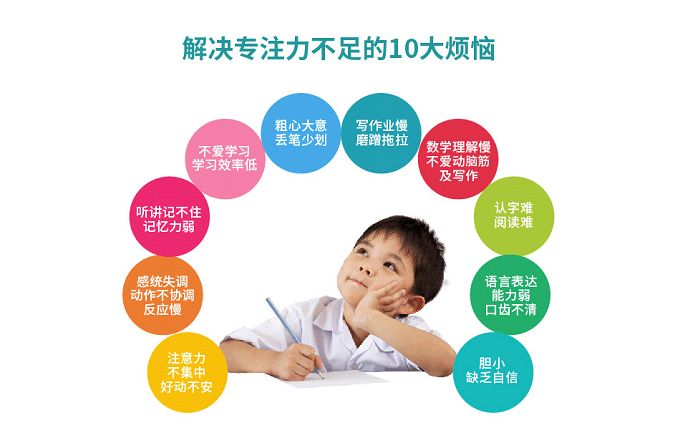 解决专注力不足的10大烦恼
粗心大意
丢笔少划
写作业慢
磨蹭拖拉
不爱学习
学习效率低
数学理解慢
不爱动脑筋
及写作
听讲记不住
记忆力弱
认字难
阅读难
感统失调
动作不协调
反应慢
语言表达
能力弱
口齿不清
注意力
不集中
好动不安
胆小
缺乏自信